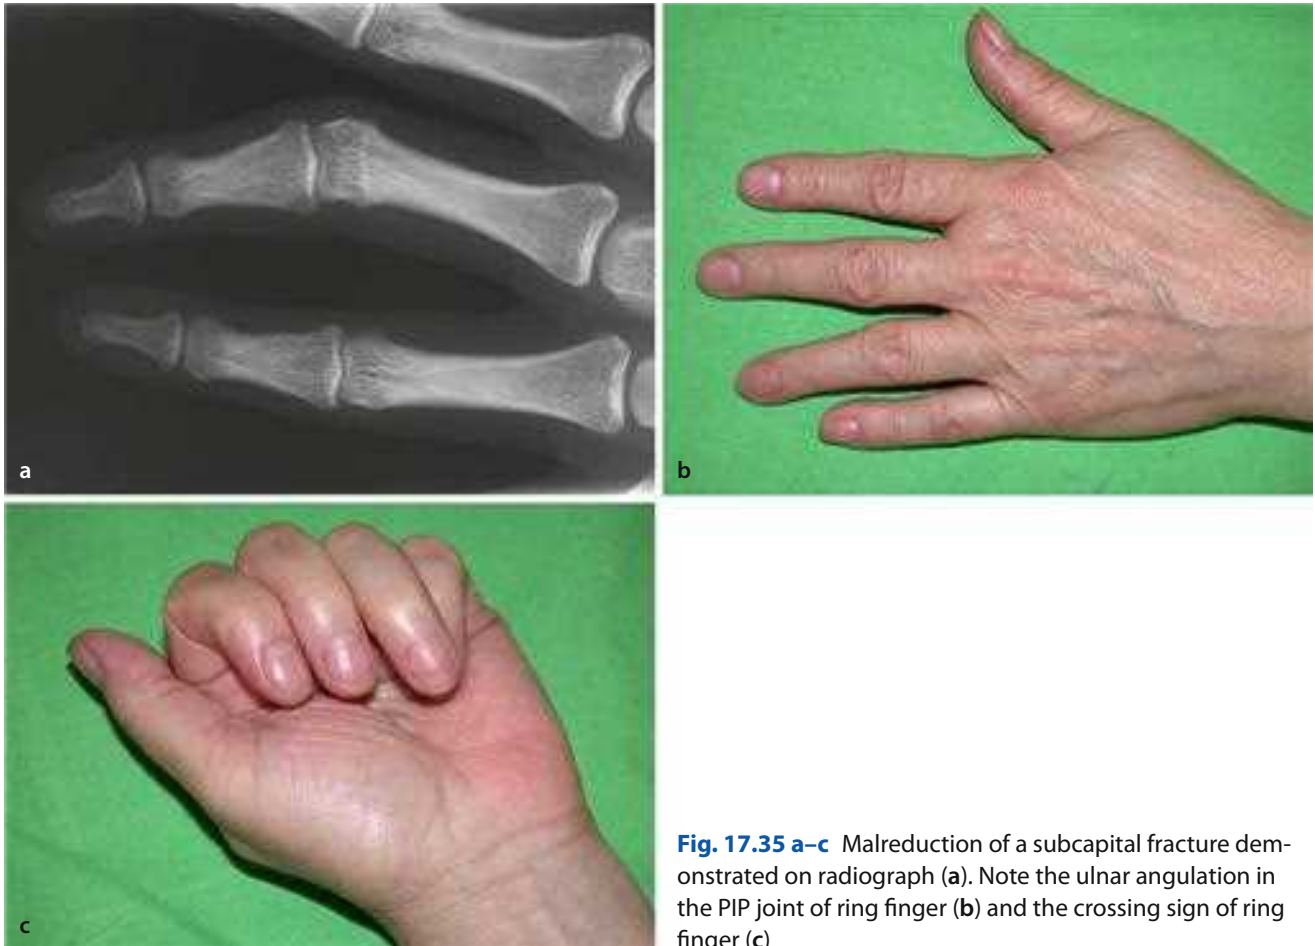 a
b
c
Fig. 17.35 a–c Malreduction of a subcapital fracture dem-
onstrated on radiograph (a). Note the ulnar angulation in
the PIP joint of ring finger (b) and the crossing sign of ring
finger (c)